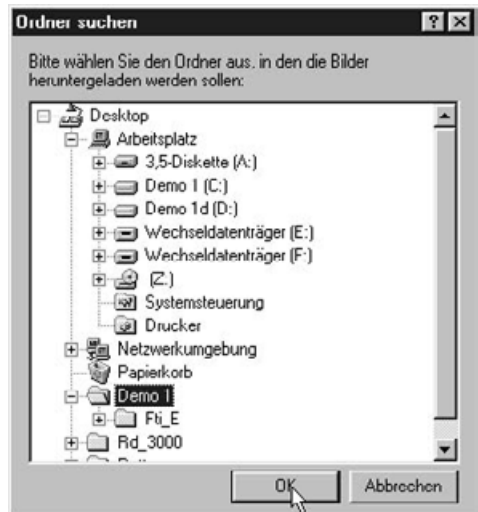 Ordner suchen
Bitte wählen Sie den Ordner aus. in den die Bilder
heruntergeladen werden sollen:
Desktop
Arbeitsplatz
3,5-Diskette (A:)
Demo 1 (C:)
Demo 1d (D:)
Wechseldatenträger (E:)
Wechseldatenträger (F:)
(Z.)
Systemsteuerung
Drucker
Netzwerkumgebung
Papierkorb
Demo 1
Fti_E
Rd_3000
OK
Abbrechen